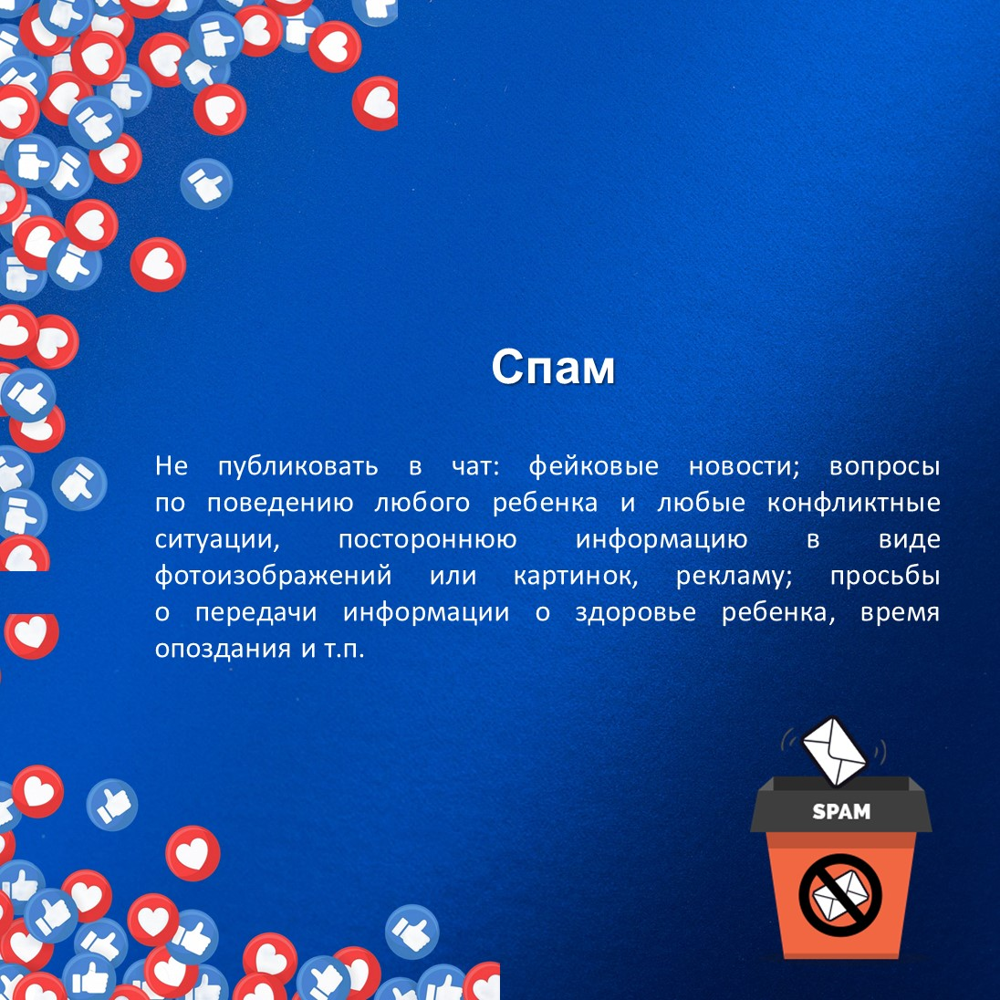 Спам
Не публиковать в чат: фейковые новости; вопросы
по поведению любого ребенка и любые конфликтные
ситуации, постороннюю информацию в виде
фотоизображений или картинок, рекламу; просьбы
о передачи информации о здоровье ребенка, время
опоздания и т.п.
SPAM